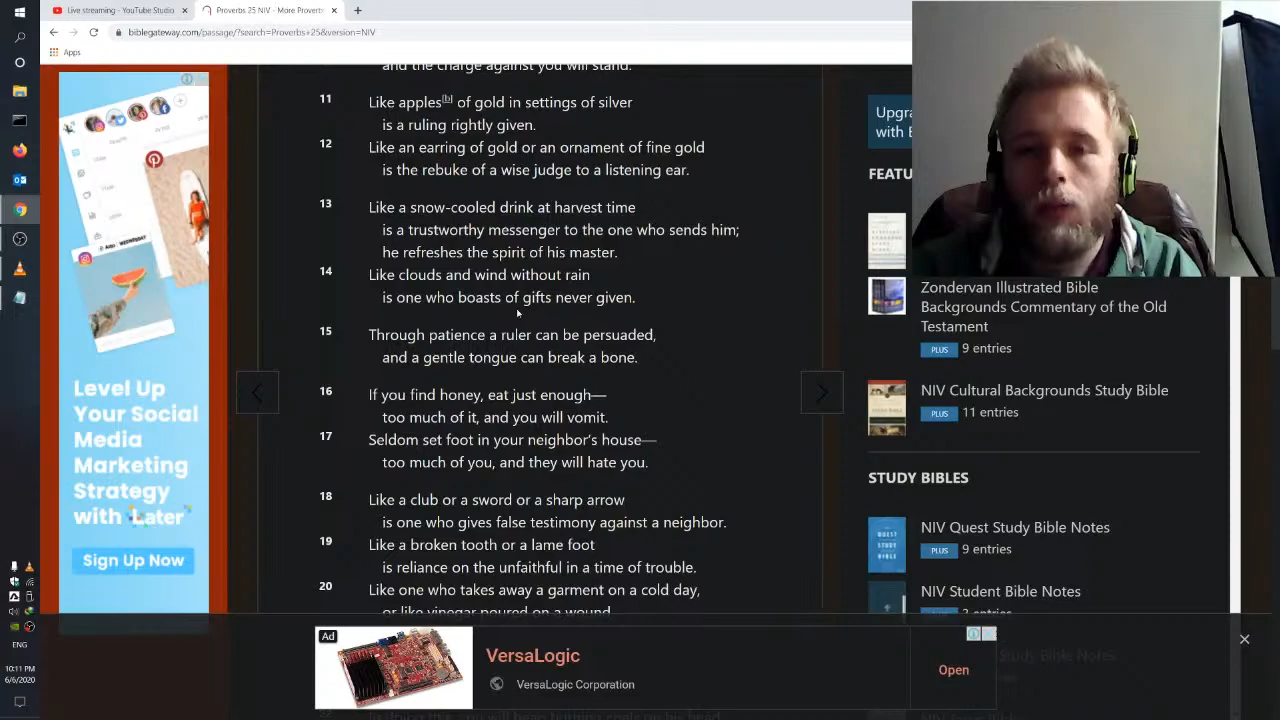 Live streaming - YouTube Studio
Proverbs 25 NIV - More Proverbs
biblegateway.com/passage/?search=Proverbs+25&version=NIV
Apps
and the charge against you will stand.
11 Like apples[b] of gold in settings of silver
is a ruling rightly given.
12 Like an earring of gold or an ornament of fine gold
is the rebuke of a wise judge to a listening ear.
13 Like a snow-cooled drink at harvest time
is a trustworthy messenger to the one who sends him;
he refreshes the spirit of his master.
14 Like clouds and wind without rain
is one who boasts of gifts never given.
15 Through patience a ruler can be persuaded,
and a gentle tongue can break a bone.
16 If you find honey, eat just enough—
too much of it, and you will vomit.
17 Seldom set foot in your neighbor’s house—
too much of you, and they will hate you.
18 Like a club or a sword or a sharp arrow
is one who gives false testimony against a neighbor.
19 Like a broken tooth or a lame foot
is reliance on the unfaithful in a time of trouble.
20 Like one who takes away a garment on a cold day,
or like vinegar poured on a wound
Level Up
Your Social
Media
Marketing
Strategy
with Later
Sign Up Now
Upgra
with B
FEATU
Zondervan Illustrated Bible
Backgrounds Commentary of the Old
Testament
PLUS 9 entries
NIV Cultural Backgrounds Study Bible
PLUS 11 entries
STUDY BIBLES
NIV Quest Study Bible Notes
PLUS 9 entries
NIV Student Bible Notes
Study Bible Notes
Ad
VersaLogic
VersaLogic Corporation
Open
ENG
10:11 PM
6/6/2020